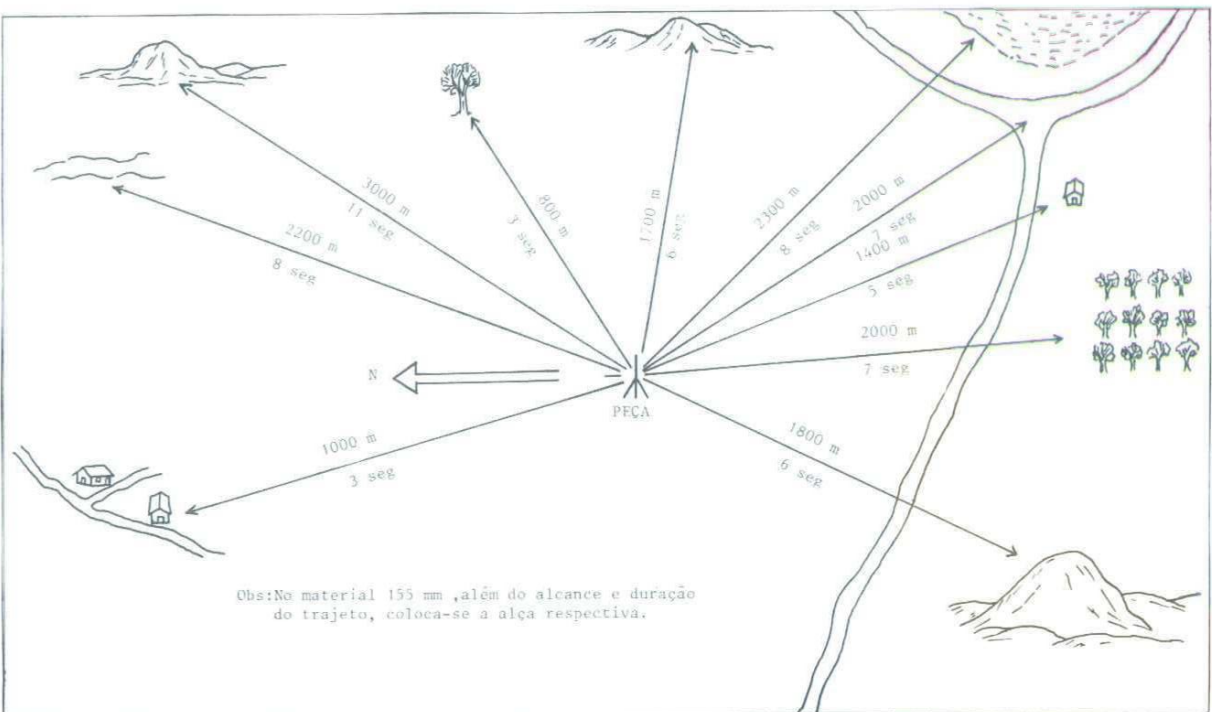 3000 m
11 seg
800 m
3 seg
1700 m
6 seg
2300 m
8 seg
2000 m
7 seg
1400 m
5 seg
2200 m
8 seg
2000 m
7 seg
N
PEÇA
1000 m
3 seg
1800 m
6 seg
Obs:No material 155 mm ,além do alcance e duração
do trajeto, coloca-se a alça respectiva.